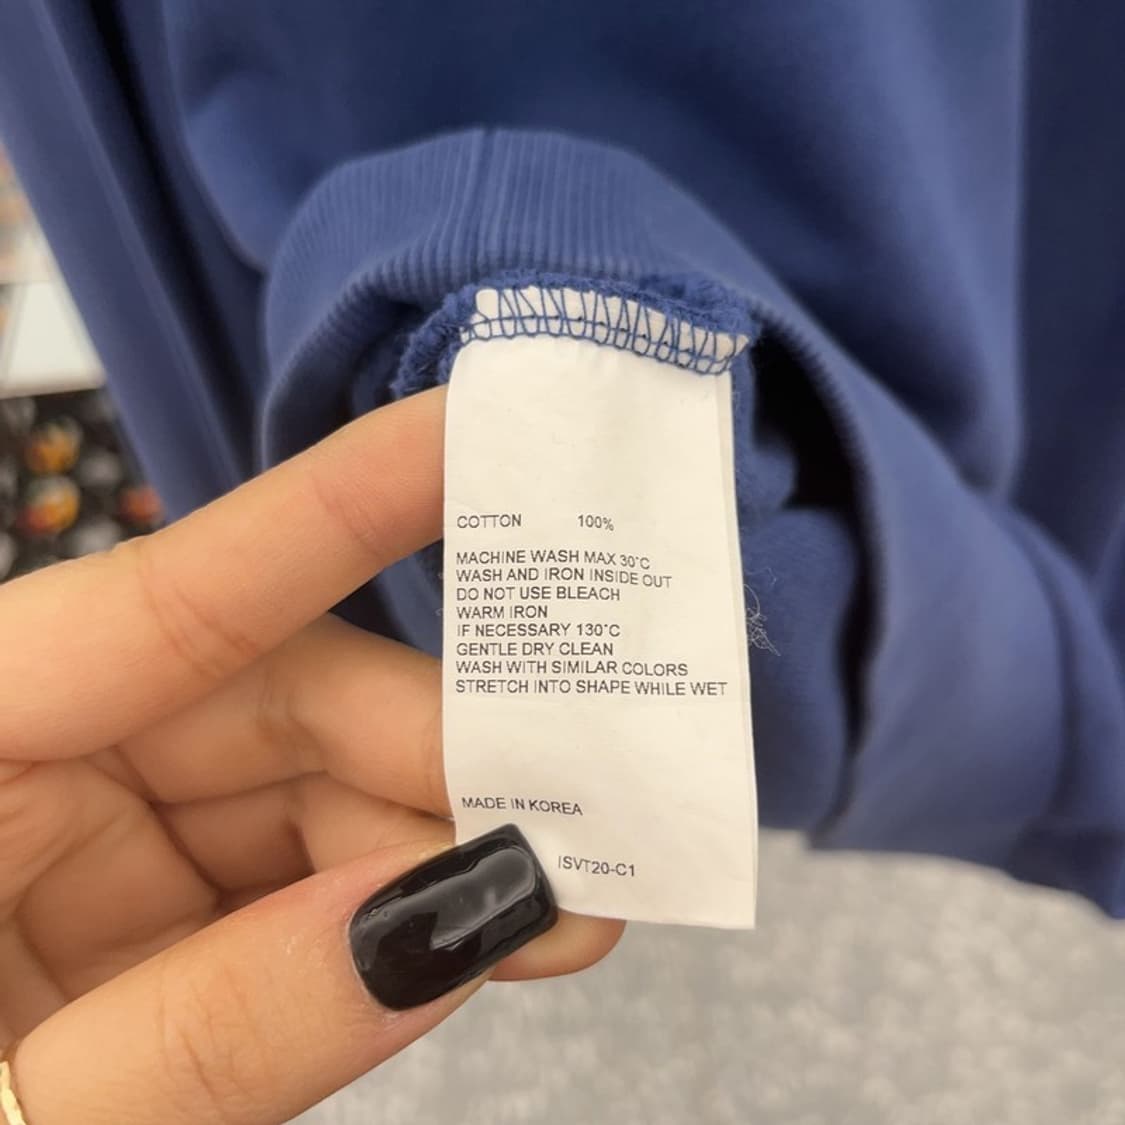 COTTON 100%
MACHINE WASH MAX 30°C
WASH AND IRON INSIDE OUT
DO NOT USE BLEACH
WARM IRON
IF NECESSARY 130°C
GENTLE DRY CLEAN
WASH WITH SIMILAR COLORS
STRETCH INTO SHAPE WHILE WET
MADE IN KOREA
ISVT20-C1